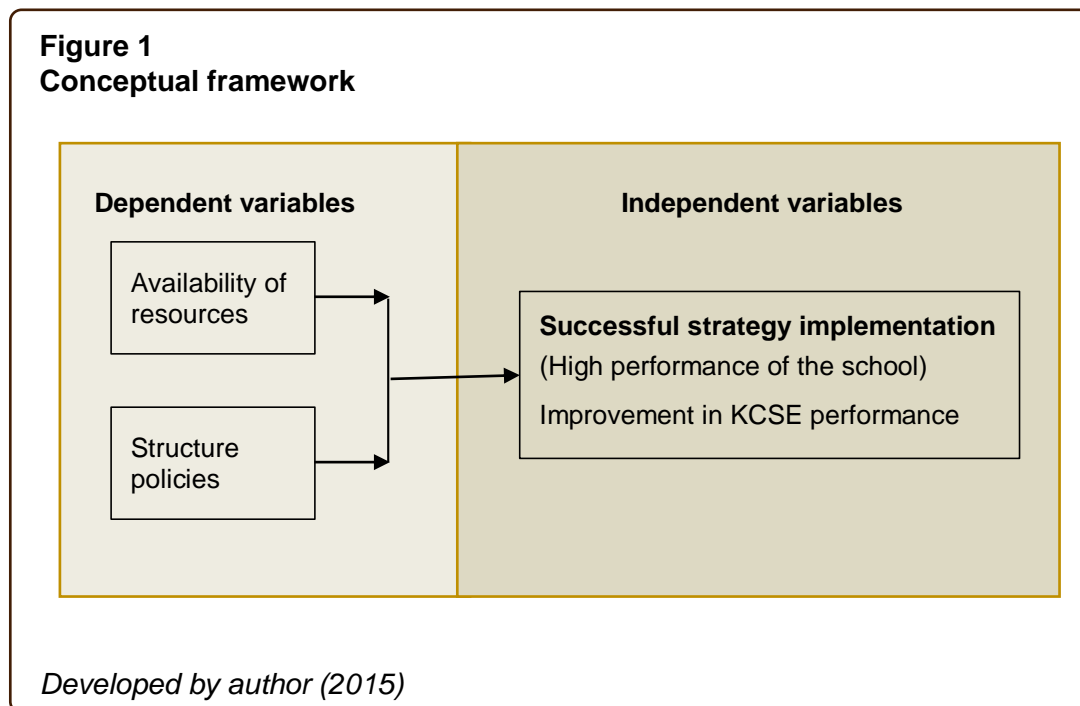 Figure 1
Conceptual framework
Dependent variables
Availability of
resources
Structure
policies
Independent variables
Successful strategy implementation
(High performance of the school)
Improvement in KCSE performance
Developed by author (2015)